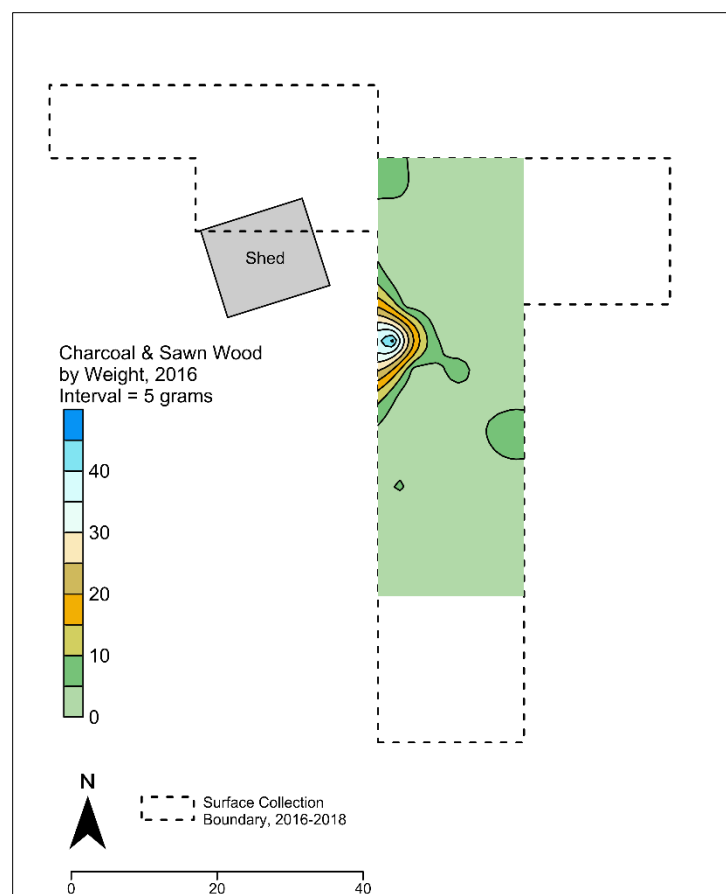 Shed
Charcoal & Sawn Wood
by Weight, 2016
Interval = 5 grams
40
30
20
10
0
N
Surface Collection
Boundary, 2016-2018
0 20 40